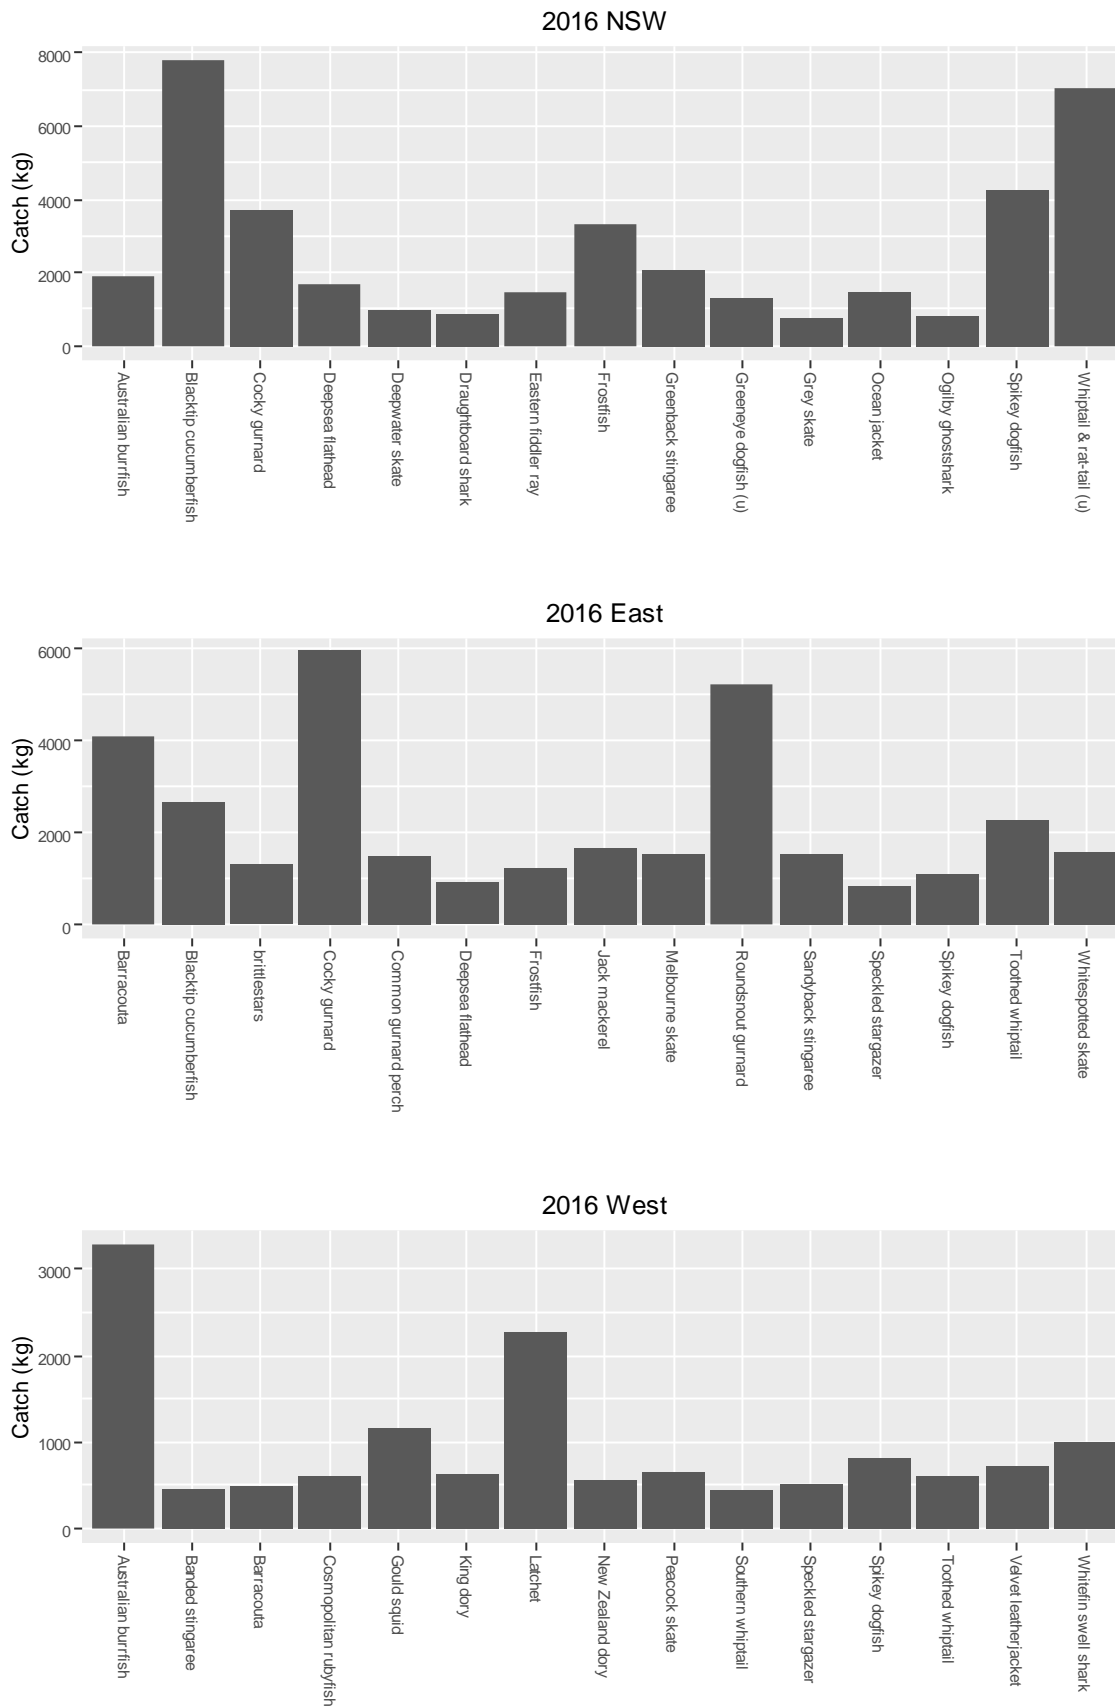 2016 NSW
Catch (kg)
8000
6000
4000
2000
0
Australian burrfish
Blacktip cucumberfish
Cocky gurnard
Deepsea flathead
Deepwater skate
Draughtboard shark
Eastern fiddler ray
Frostfish
Greenback stingaree
Greeneye dogfish (u)
Grey skate
Ocean jacket
Ogilby ghostshark
Spikey dogfish
Whiptail & rat-tail (u)
2016 East
Catch (kg)
6000
4000
2000
0
Barracouta
Blacktip cucumberfish
brittlestars
Cocky gurnard
Common gurnard perch
Deepsea flathead
Frostfish
Jack mackerel
Melbourne skate
Roundsnout gurnard
Sandyback stingaree
Speckled stargazer
Spikey dogfish
Toothed whiptail
Whitespotted skate
2016 West
Catch (kg)
3000
2000
1000
0
Australian burrfish
Banded stingaree
Barracouta
Cosmopolitan rubyfish
Gould squid
King dory
Latchet
New Zealand dory
Peacock skate
Southern whiptail
Speckled stargazer
Spikey dogfish
Toothed whiptail
Velvet leatherjacket
Whitefin swell shark